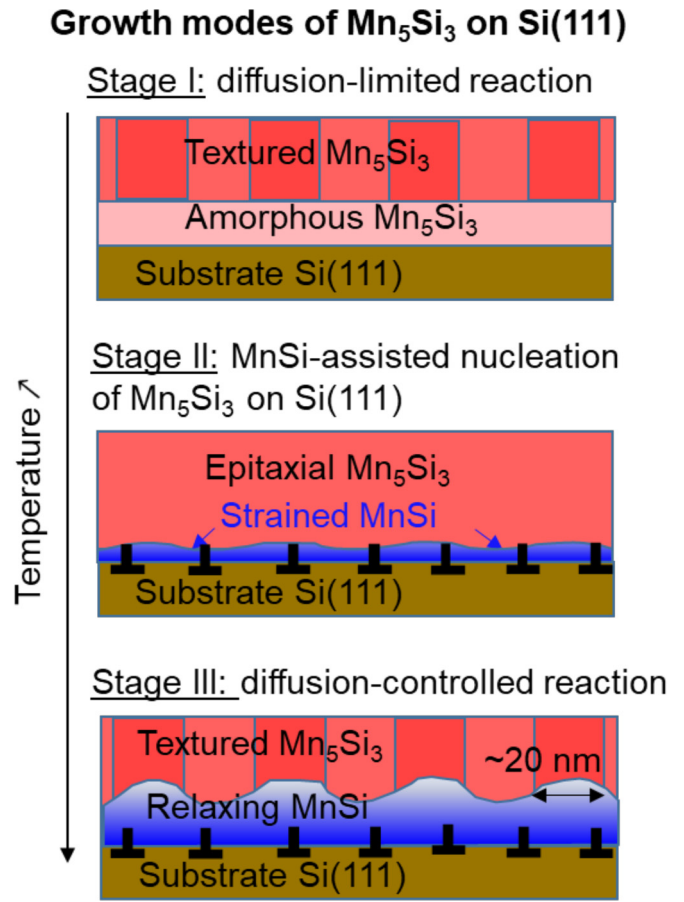 Growth modes of Mn₅Si₃ on Si(111)
Stage I: diffusion-limited reaction
Textured Mn₅Si₃
Amorphous Mn₅Si₃
Substrate Si(111)
Temperature ↗
Stage II: MnSi-assisted nucleation
of Mn₅Si₃ on Si(111)
Epitaxial Mn₅Si₃
Strained MnSi
Substrate Si(111)
Stage III: diffusion-controlled reaction
Textured Mn₅Si₃
~20 nm
Relaxing MnSi
Substrate Si(111)